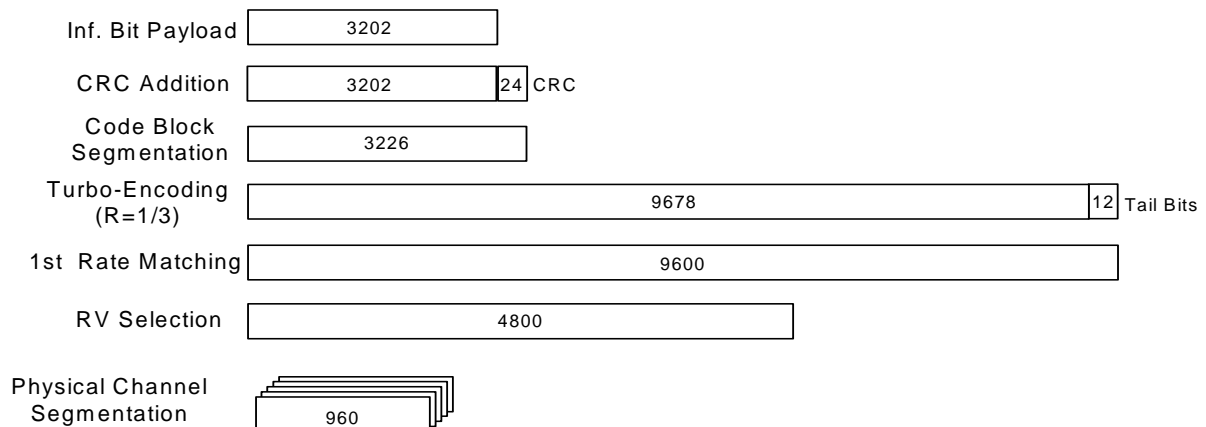 Inf. Bit Payload 3202
CRC Addition 3202 24 CRC
Code Block
Segmentation 3226
Turbo-Encoding
(R=1/3) 9678 12 Tail Bits
1st Rate Matching 9600
RV Selection 4800
Physical Channel
Segmentation 960